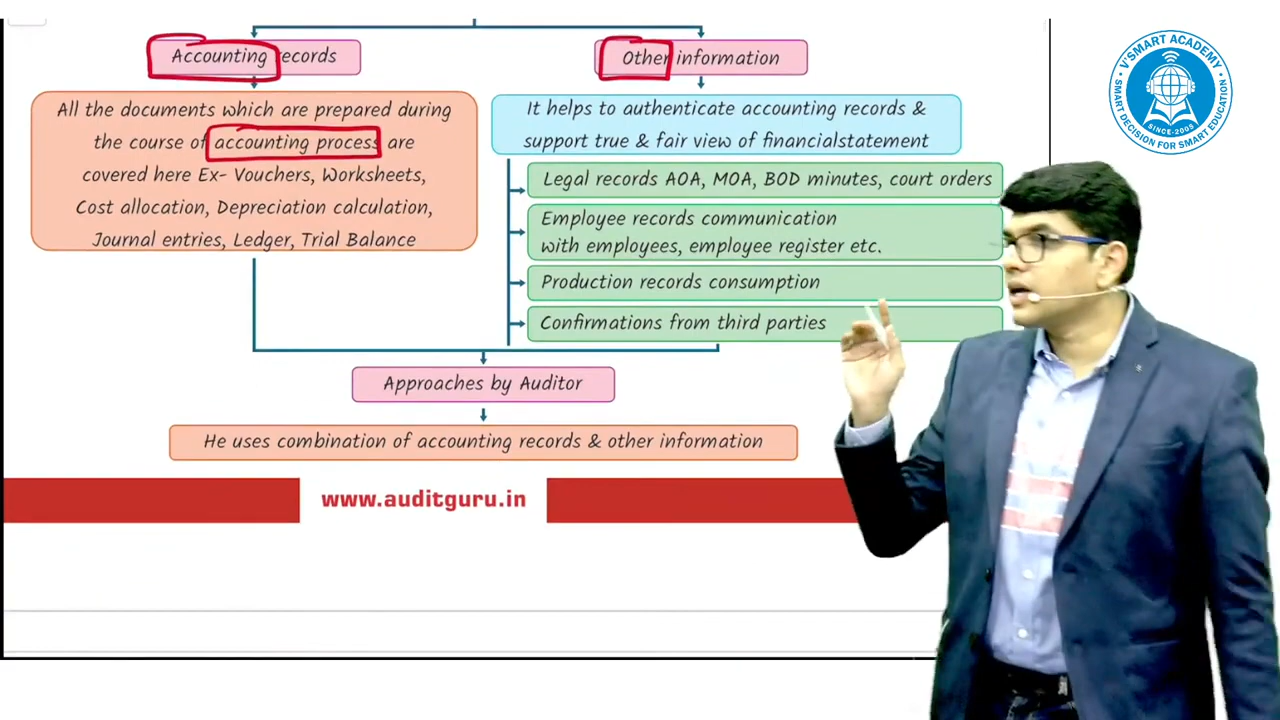 Accounting records
Other information
All the documents which are prepared during
the course of accounting process are
covered here Ex- Vouchers, Worksheets,
Cost allocation, Depreciation calculation,
Journal entries, Ledger, Trial Balance
It helps to authenticate accounting records &
support true & fair view of financialstatement
Legal records AOA, MOA, BOD minutes, court orders
Employee records communication
with employees, employee register etc.
Production records consumption
Confirmations from third parties
Approaches by Auditor
He uses combination of accounting records & other information
www.auditguru.in
V'SMART ACADEMY
SINCE-2005
SMART DECISION FOR SMART EDUCATION